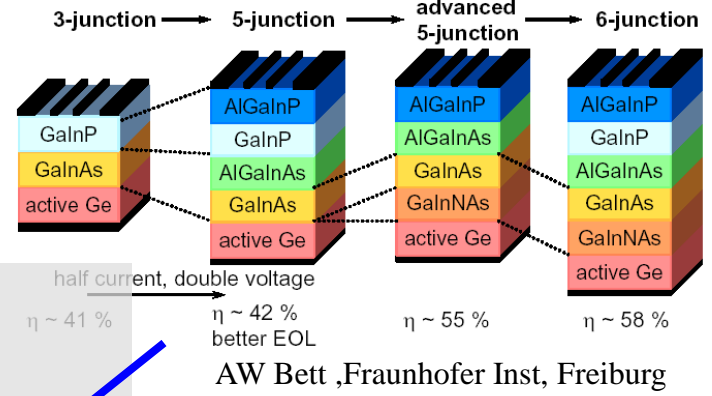 3-junction
5-junction
advanced
5-junction
6-junction
GaInP
GaInAs
active Ge
AlGaInP
GaInP
AlGaInAs
GaInAs
active Ge
AlGaInP
AlGaInAs
GaInAs
GaInNAs
active Ge
AlGaInP
GaInP
AlGaInAs
GaInAs
GaInNAs
active Ge
half current, double voltage
η ~ 41 %
η ~ 42 %
better EOL
η ~ 55 %
η ~ 58 %
AW Bett ,Fraunhofer Inst, Freiburg